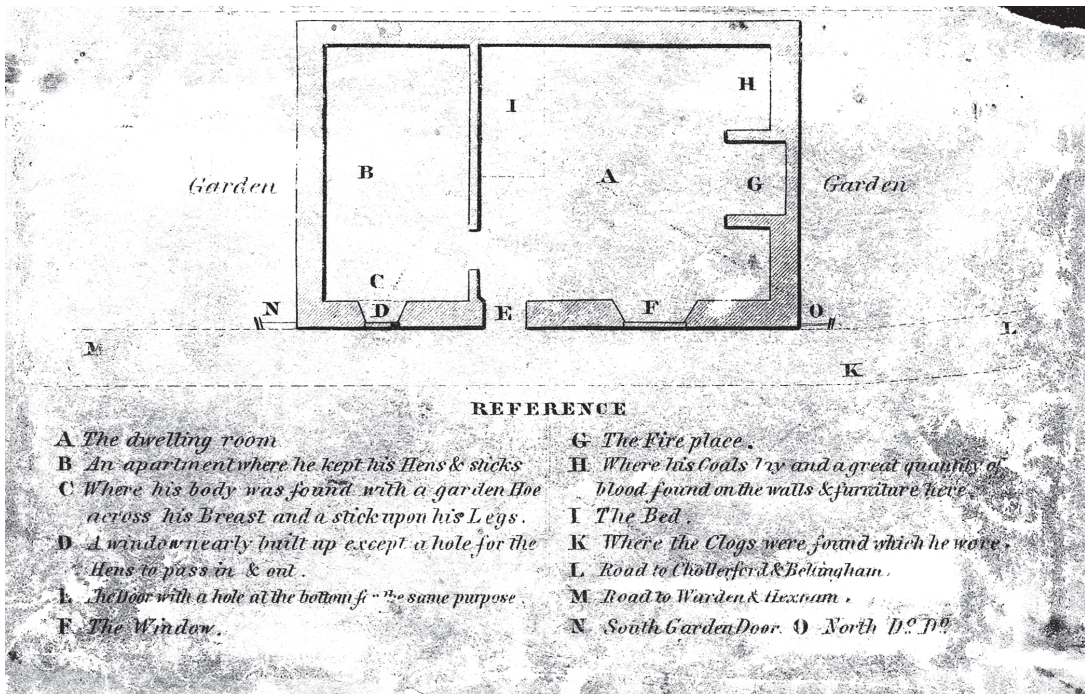 H
I
B
A
G
Garden
Garden
C
N
D
E
F
O
L
M
K
REFERENCE
A The dwelling room
B An apartment where he kept his Hens & sticks
C Where his body was found with a garden Hoe
across his Breast and a stick upon his Legs.
D A window nearly built up except a hole for the
Hens to pass in & out.
The Door with a hole at the bottom for the same purpose.
F The Window.
G The Fire place.
H Where his Coals lay and a great quantity of
blood found on the walls & furniture here.
I The Bed.
K Where the Clogs were found which he wore.
L Road to Chollerford & Bellingham.
M Road to Warden & Hexham.
N South Garden Door. O North Do. Do.